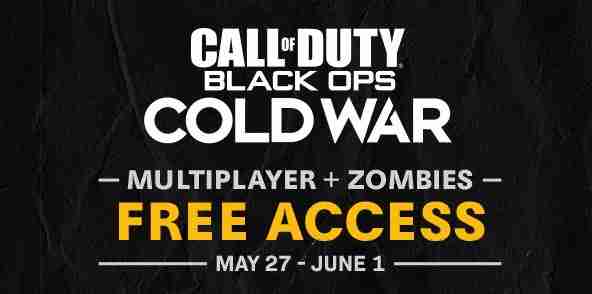 CALL OF DUTY
BLACK OPS
COLD WAR
— MULTIPLAYER + ZOMBIES —
FREE ACCESS
MAY 27 - JUNE 1